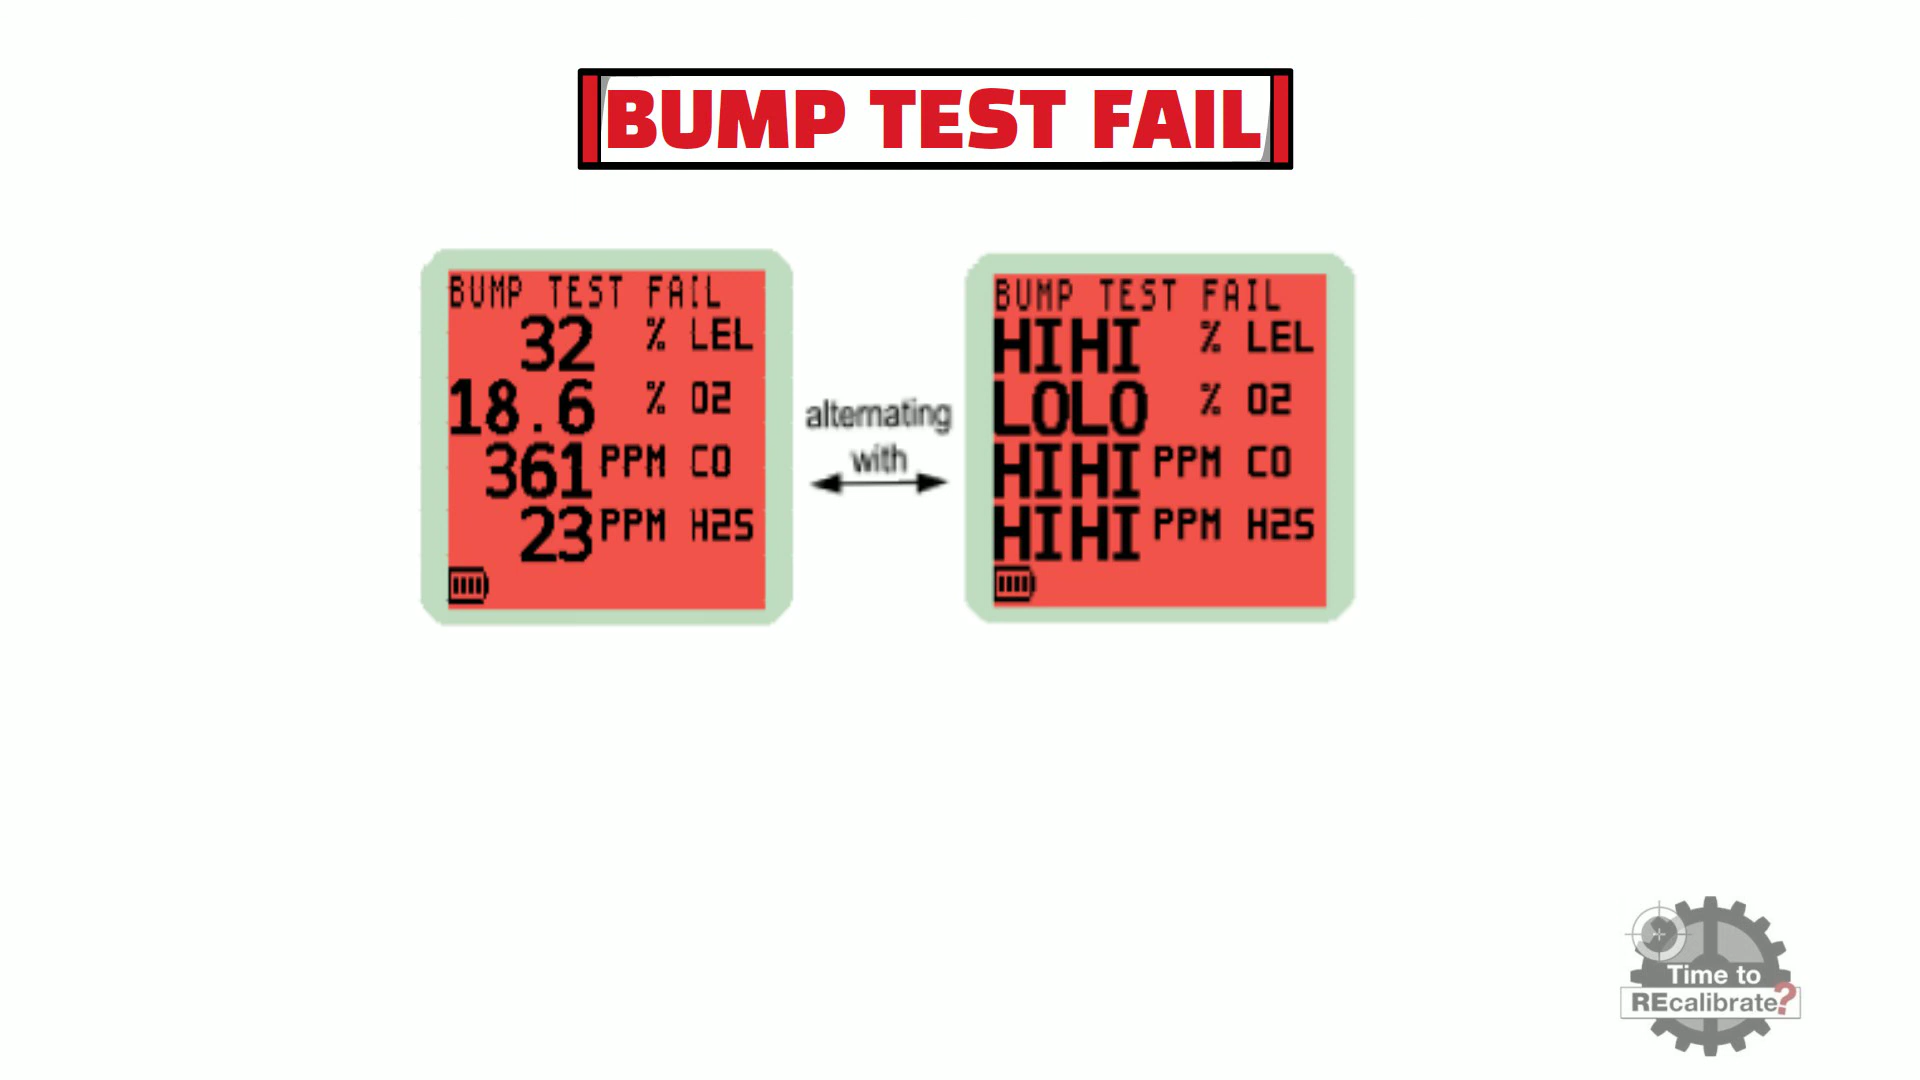 BUMP TEST FAIL
BUMP TEST FAIL
32 % LEL
18.6 % O2
361 PPM CO
23 PPM H2S
alternating
with
BUMP TEST FAIL
HIHI % LEL
LOLO % O2
HIHI PPM CO
HIHI PPM H2S
Time to
REcalibrate?